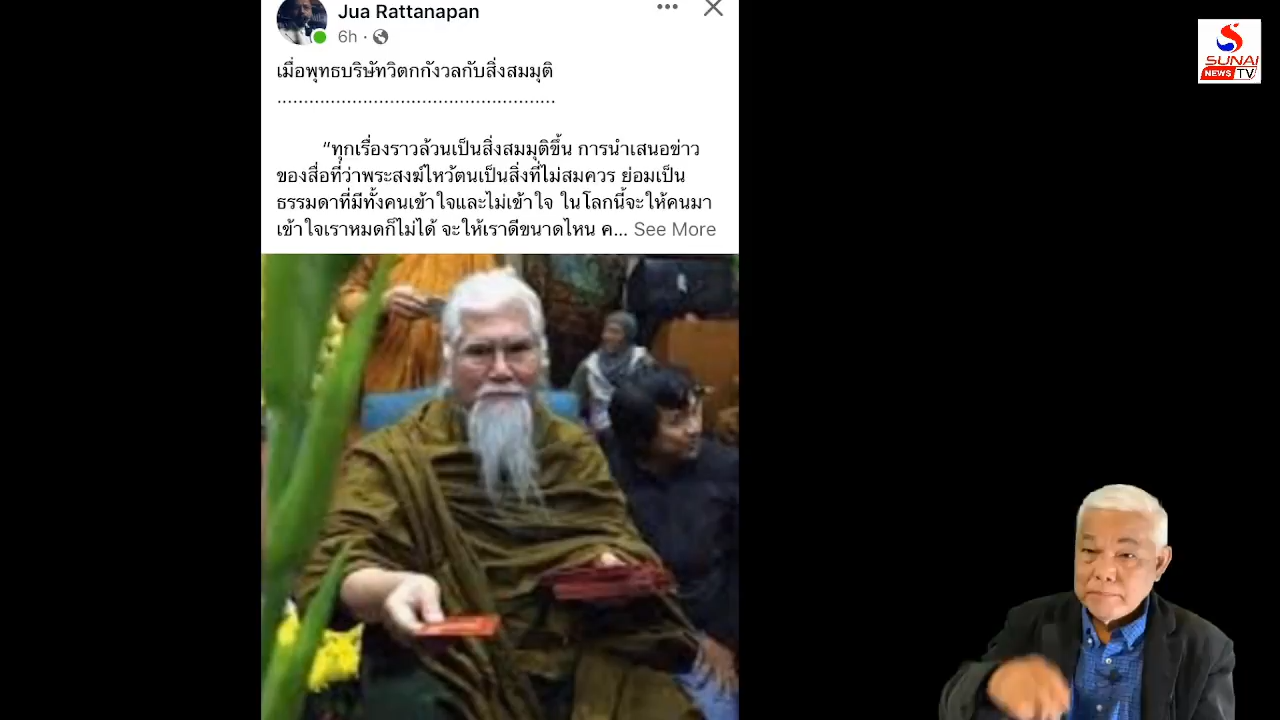 Jua Rattanapan
6h ·
เมื่อพุทธบริษัทวิตกกังวลกับสิ่งสมมุติ
....................................................
“ทุกเรื่องราวล้วนเป็นสิ่งสมมุติขึ้น การนำเสนอข่าว
ของสื่อที่ว่าพระสงฆ์ไหว้ตนเป็นสิ่งที่ไม่สมควร ย่อมเป็น
ธรรมดาที่มีทั้งคนเข้าใจและไม่เข้าใจ ในโลกนี้จะให้คนมา
เข้าใจเราหมดก็ไม่ได้ จะให้เราดีขนาดไหน ค... See More
SUNAI
NEWS TV